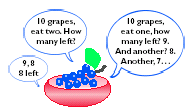 10 grapes,
eat two. How
many left?
9, 8
8 left
10 grapes,
eat one, how
many left? 9.
And another? 8.
Another, 7. . .